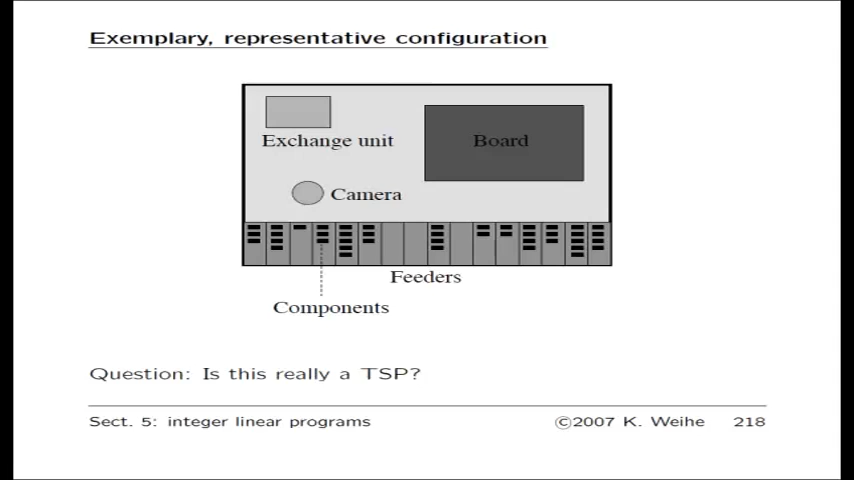 Exemplary, representative configuration
Exchange unit
Board
Camera
Feeders
Components
Question: Is this really a TSP?
Sect. 5: integer linear programs ©2007 K. Weihe 218